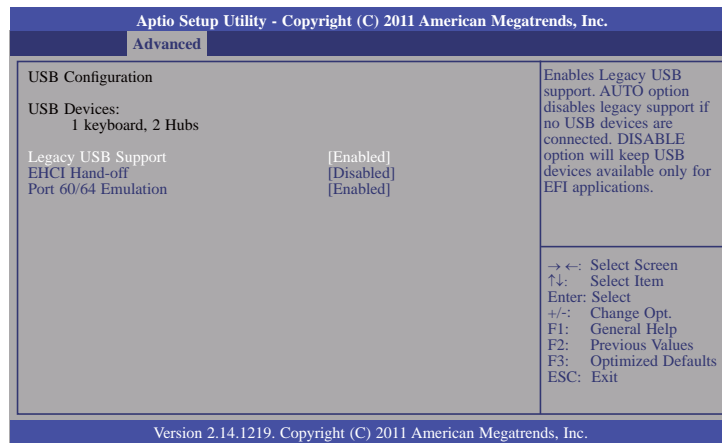 Aptio Setup Utility - Copyright (C) 2011 American Megatrends, Inc.
Advanced
USB Configuration
USB Devices:
1 keyboard, 2 Hubs
Legacy USB Support [Enabled]
EHCI Hand-off [Disabled]
Port 60/64 Emulation [Enabled]
Enables Legacy USB
support. AUTO option
disables legacy support if
no USB devices are
connected. DISABLE
option will keep USB
devices available only for
EFI applications.
→ ←: Select Screen
↑↓: Select Item
Enter: Select
+/-: Change Opt.
F1: General Help
F2: Previous Values
F3: Optimized Defaults
ESC: Exit
Version 2.14.1219. Copyright (C) 2011 American Megatrends, Inc.